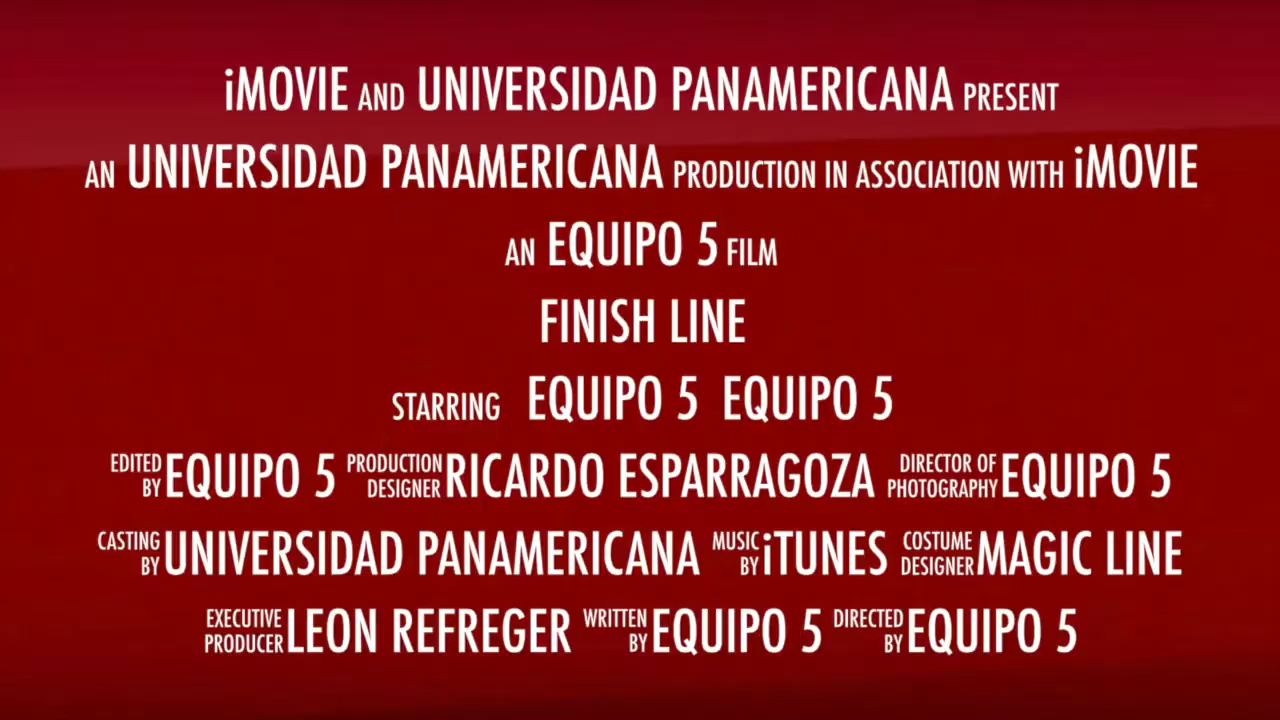 iMOVIE AND UNIVERSIDAD PANAMERICANA PRESENT
AN UNIVERSIDAD PANAMERICANA PRODUCTION IN ASSOCIATION WITH iMOVIE
AN EQUIPO 5 FILM
FINISH LINE
STARRING EQUIPO 5 EQUIPO 5
EDITED BY EQUIPO 5 PRODUCTION DESIGNER RICARDO ESPARRAGOZA DIRECTOR OF PHOTOGRAPHY EQUIPO 5
CASTING BY UNIVERSIDAD PANAMERICANA MUSIC BY iTUNES COSTUME DESIGNER MAGIC LINE
EXECUTIVE PRODUCER LEON REFREGER WRITTEN BY EQUIPO 5 DIRECTED BY EQUIPO 5